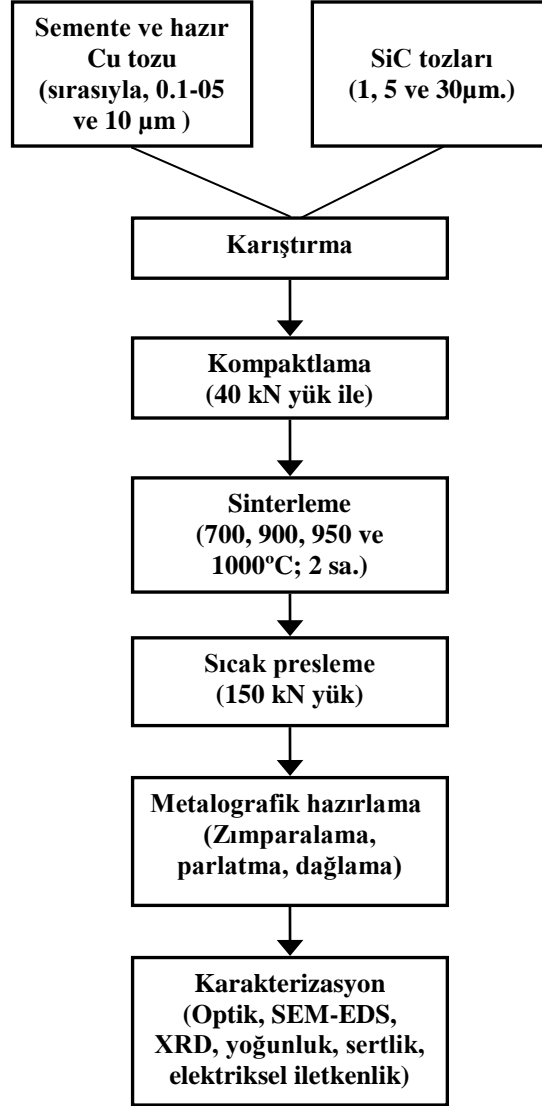 Semente ve hazır
Cu tozu
(sırasıyla, 0.1-05
ve 10 µm )
SiC tozları
(1, 5 ve 30µm.)
Karıştırma
Kompaktlama
(40 kN yük ile)
Sinterleme
(700, 900, 950 ve
1000ºC; 2 sa.)
Sıcak presleme
(150 kN yük)
Metalografik hazırlama
(Zımparalama,
parlatma, dağlama)
Karakterizasyon
(Optik, SEM-EDS,
XRD, yoğunluk, sertlik,
elektriksel iletkenlik)